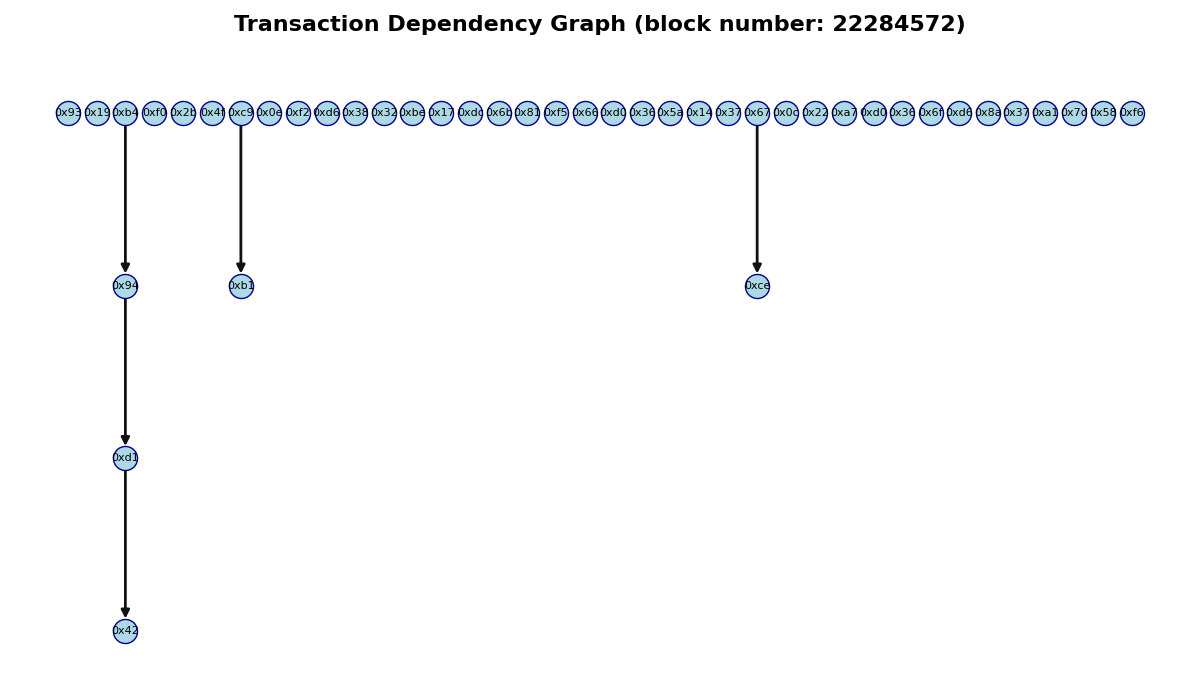 Transaction Dependency Graph (block number: 22284572)
0x93 0x19 0xb4 0xf0 0x2b 0x4f 0xc9 0x0e 0xf2 0xd6 0x38 0x32 0xbe 0x17 0xdc 0x6b 0x81 0xf5 0x66 0xd0 0x36 0x5a 0x14 0x37 0x67 0x0c 0x22 0xa7 0xd0 0x36 0x6f 0xd6 0x8a 0x37 0xa1 0x7c 0x58 0xf6
0x94 0xb1 0xce
0xd1
0x42